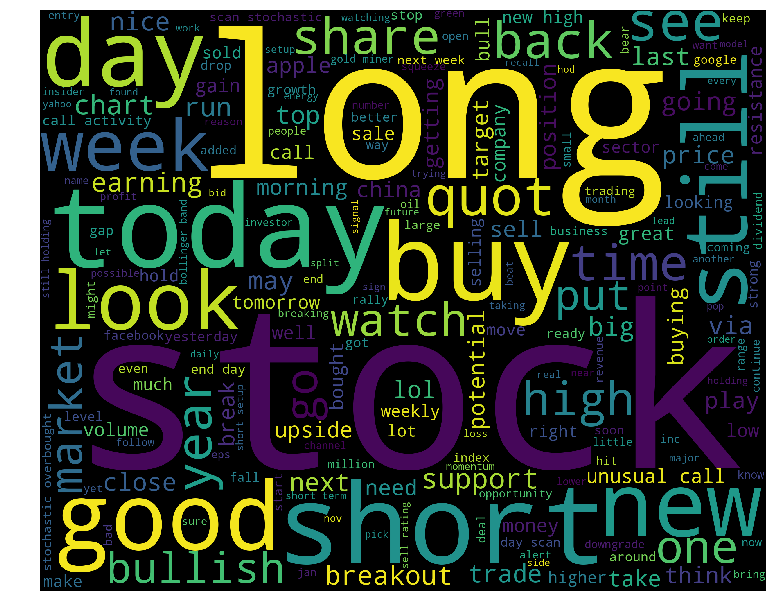 entry
work
scan stochastic
watching
stop
green
new high
bear
keep
day
nice
sold
setup
share
open
bull
back
see
insider
drop
gold miner
next week
recall
hod
want
model
last
google
long
yahoo
found
growth
apple
gain
chart
run
energy
number
every
call activity
reason
top
people
better
way
sale
getting
target
company
position
going
resistance
week
added
call
small
sector
ahead
price
come
still
name
earning
morning
china
quot
trading
looking
profit
bid
oil
future
month
lead
today
gap
bollinger band
investor
signal
large
selling
sell
business
great
coming
go
another
dividend
strong
let
split
buy
beat
time
still holding
possible
hold
may
end
sign
taking
point
pop
look
might
tomorrow
rally
move
ready
put
big
buying
via
order
range
continue
facebook
yesterday
breaking
watch
well
got
potential
real
revenue
near
holding
market
even
daily
bought
stock
high
play
much
end day
year
short setup
break
go
lol
weekly
right
soon
low
level
volume
upside
lot
loss
little
inc
follow
eps
channel
index
momentum
hit
major
stochastic overbought
close
fall
million
next
need
support
lower
unusual call
know
yet
start
short term
opportunity
new
now
good
bad
sure
short
sell rating
deal
money
one
nov
day scan
downgrade
bullish
pick
alert
around
make
jan
breakout
side
trade
higher
take
think
bring